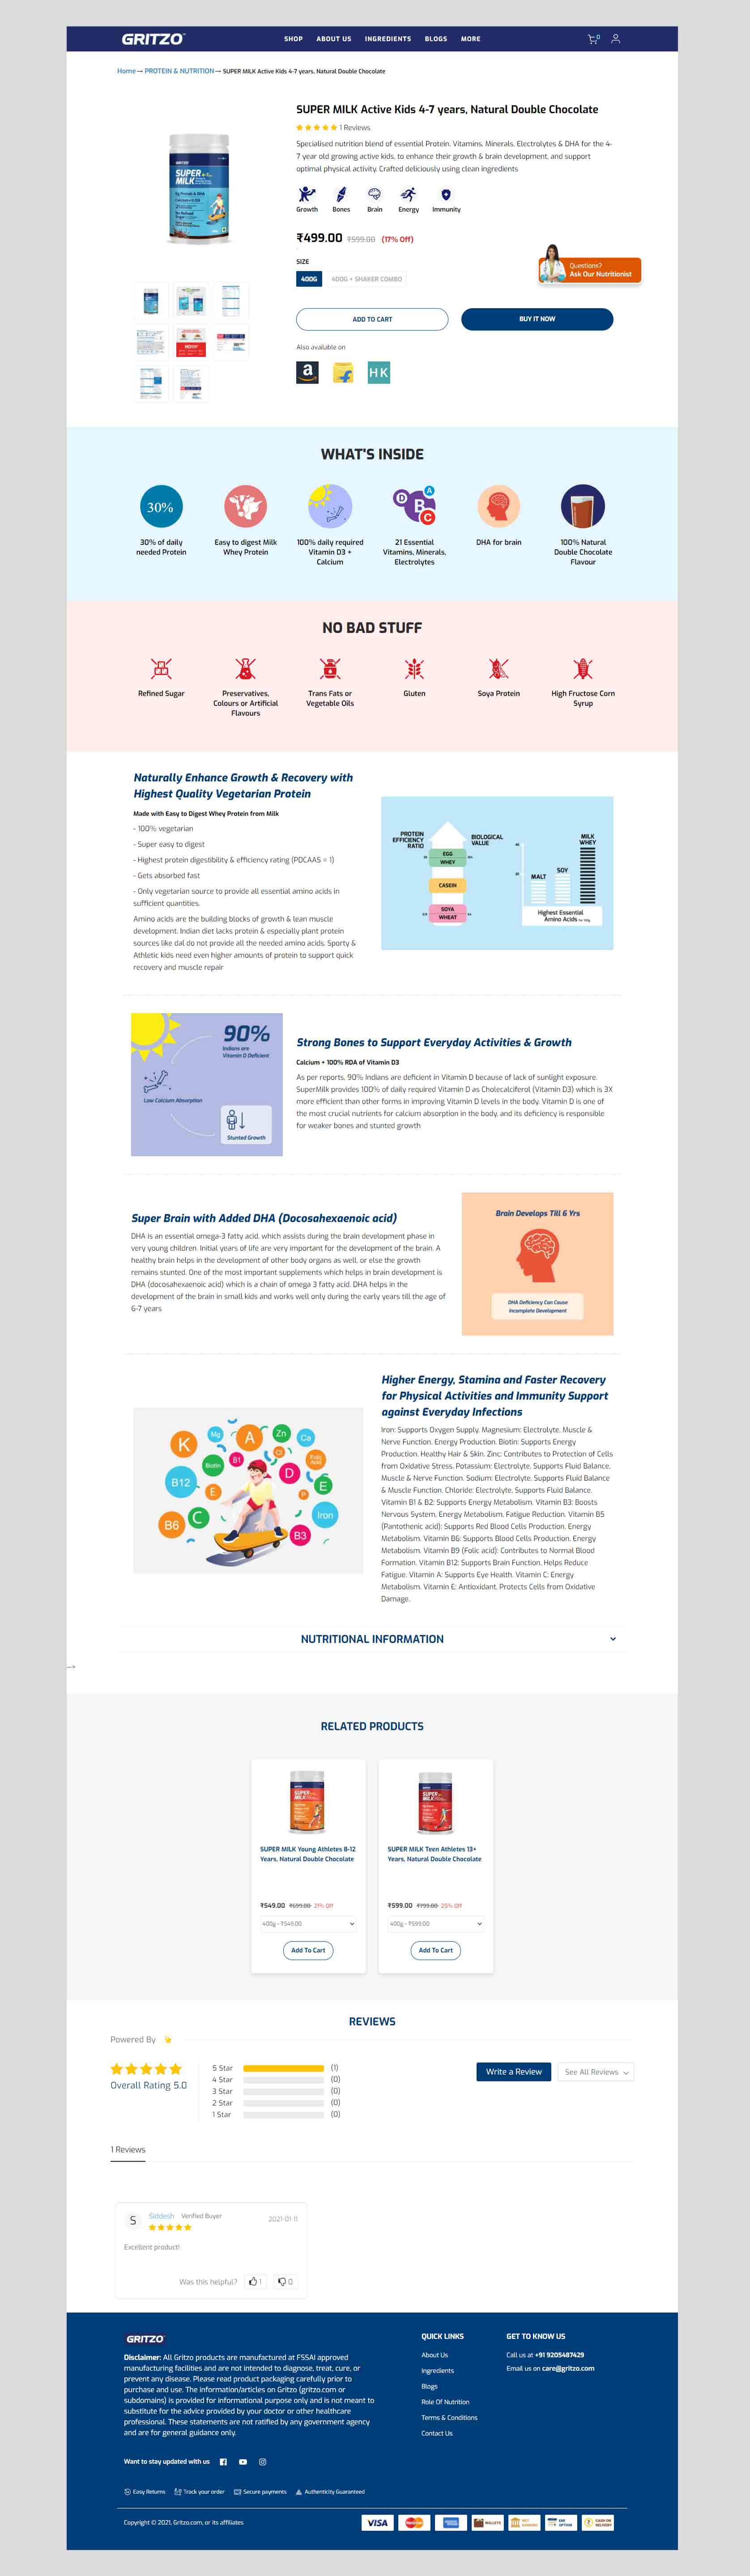 GRITZO
SHOP ABOUT US INGREDIENTS BLOGS MORE
0
Home → PROTEIN & NUTRITION → SUPER MILK Active Kids 4-7 years, Natural Double Chocolate
SUPER MILK Active Kids 4-7 years, Natural Double Chocolate
1 Reviews
Specialised nutrition blend of essential Protein, Vitamins, Minerals, Electrolytes & DHA for the 4-
7 year old growing active kids, to enhance their growth & brain development, and support
optimal physical activity. Crafted deliciously using clean ingredients
Growth Bones Brain Energy Immunity
₹499.00 ₹599.00 (17% Off)
SIZE
400G 400G + SHAKER COMBO
Questions?
Ask Our Nutritionist
ADD TO CART BUY IT NOW
Also available on
a
HK
SUPER
MILK
WHAT'S INSIDE
30%
D A B C
30% of daily
needed Protein
Easy to digest Milk
Whey Protein
100% daily required
Vitamin D3 +
Calcium
21 Essential
Vitamins, Minerals,
Electrolytes
DHA for brain
100% Natural
Double Chocolate
Flavour
NO BAD STUFF
Refined Sugar
Preservatives,
Colours or Artificial
Flavours
Trans Fats or
Vegetable Oils
Gluten
Soya Protein
High Fructose Corn
Syrup
Naturally Enhance Growth & Recovery with
Highest Quality Vegetarian Protein
Made with Easy to Digest Whey Protein from Milk
- 100% vegetarian
- Super easy to digest
- Highest protein digestibility & efficiency rating (PDCAAS = 1)
- Gets absorbed fast
- Only vegetarian source to provide all essential amino acids in
sufficient quantities.
Amino acids are the building blocks of growth & lean muscle
development. Indian diet lacks protein & especially plant protein
sources like dal do not provide all the needed amino acids. Sporty &
Athletic kids need even higher amounts of protein to support quick
recovery and muscle repair
PROTEIN
EFFICIENCY
RATIO
BIOLOGICAL
VALUE
EGG
WHEY
CASEIN
SOYA
WHEAT
MALT
SOY
MILK
WHEY
Highest Essential
Amino Acids
90%
Indians are
Vitamin D Deficient
Low Calcium Absorption
Stunted Growth
Strong Bones to Support Everyday Activities & Growth
Calcium + 100% RDA of Vitamin D3
As per reports, 90% Indians are deficient in Vitamin D because of lack of sunlight exposure.
SuperMilk provides 100% of daily required Vitamin D as Cholecalciferol (Vitamin D3) which is 3X
more efficient than other forms in improving Vitamin D levels in the body. Vitamin D is one of
the most crucial nutrients for calcium absorption in the body, and its deficiency is responsible
for weaker bones and stunted growth
Super Brain with Added DHA (Docosahexaenoic acid)
DHA is an essential omega-3 fatty acid, which assists during the brain development phase in
very young children. Initial years of life are very important for the development of the brain. A
healthy brain helps in the development of other body organs as well, or else the growth
remains stunted. One of the most important supplements which helps in brain development is
DHA (docosahexaenoic acid) which is a chain of omega 3 fatty acid. DHA helps in the
development of the brain in small kids and works well only during the early years till the age of
6-7 years
Brain Develops Till 6 Yrs
DHA Deficiency Can Cause
Incomplete Development
K Mg A Zn Ca
Biotin B1 Cl Folic Acid
B12 E D E
P
B6 C Iron
B3
Higher Energy, Stamina and Faster Recovery
for Physical Activities and Immunity Support
against Everyday Infections
Iron: Supports Oxygen Supply. Magnesium: Electrolyte, Muscle &
Nerve Function, Energy Production. Biotin: Supports Energy
Production, Healthy Hair & Skin. Zinc: Contributes to Protection of Cells
from Oxidative Stress. Potassium: Electrolyte, Supports Fluid Balance,
Muscle & Nerve Function. Sodium: Electrolyte, Supports Fluid Balance
& Muscle Function. Chloride: Electrolyte, Supports Fluid Balance.
Vitamin B1 & B2: Supports Energy Metabolism. Vitamin B3: Boosts
Nervous System, Energy Metabolism, Fatigue Reduction. Vitamin B5
(Pantothenic acid): Supports Red Blood Cells Production, Energy
Metabolism. Vitamin B6: Supports Blood Cells Production, Energy
Metabolism. Vitamin B9 (Folic acid): Contributes to Normal Blood
Formation. Vitamin B12: Supports Brain Function, Helps Reduce
Fatigue. Vitamin A: Supports Eye Health. Vitamin C: Energy
Metabolism. Vitamin E: Antioxidant, Protects Cells from Oxidative
Damage.
NUTRITIONAL INFORMATION
-->
RELATED PRODUCTS
SUPER MILK Young Athletes 8-12
Years, Natural Double Chocolate
SUPER MILK Teen Athletes 13+
Years, Natural Double Chocolate
₹549.00 ₹699.00 21% Off
₹599.00 ₹799.00 25% Off
400g - ₹549.00
400g - ₹599.00
Add To Cart Add To Cart
REVIEWS
Powered By
Overall Rating 5.0
5 Star (1)
4 Star (0)
3 Star (0)
2 Star (0)
1 Star (0)
Write a Review See All Reviews
1 Reviews
S Siddesh Verified Buyer 2021-01-11
Excellent product!
Was this helpful? 1 0
GRITZO
Disclaimer: All Gritzo products are manufactured at FSSAI approved
manufacturing facilities and are not intended to diagnose, treat, cure, or
prevent any disease. Please read product packaging carefully prior to
purchase and use. The information/articles on Gritzo (gritzo.com or
subdomains) is provided for informational purpose only and is not meant to
substitute for the advice provided by your doctor or other healthcare
professional. These statements are not ratified by any government agency
and are for general guidance only.
QUICK LINKS
About Us
Ingredients
Blogs
Role Of Nutrition
Terms & Conditions
Contact Us
GET TO KNOW US
Call us at +91 9205487429
Email us on care@gritzo.com
Want to stay updated with us
Easy Returns Track your order Secure payments Authenticity Guaranteed
Copyright © 2021, Gritzo.com, or its affiliates
VISA WALLETS NET BANKING EMI OPTION CASH ON DELIVERY